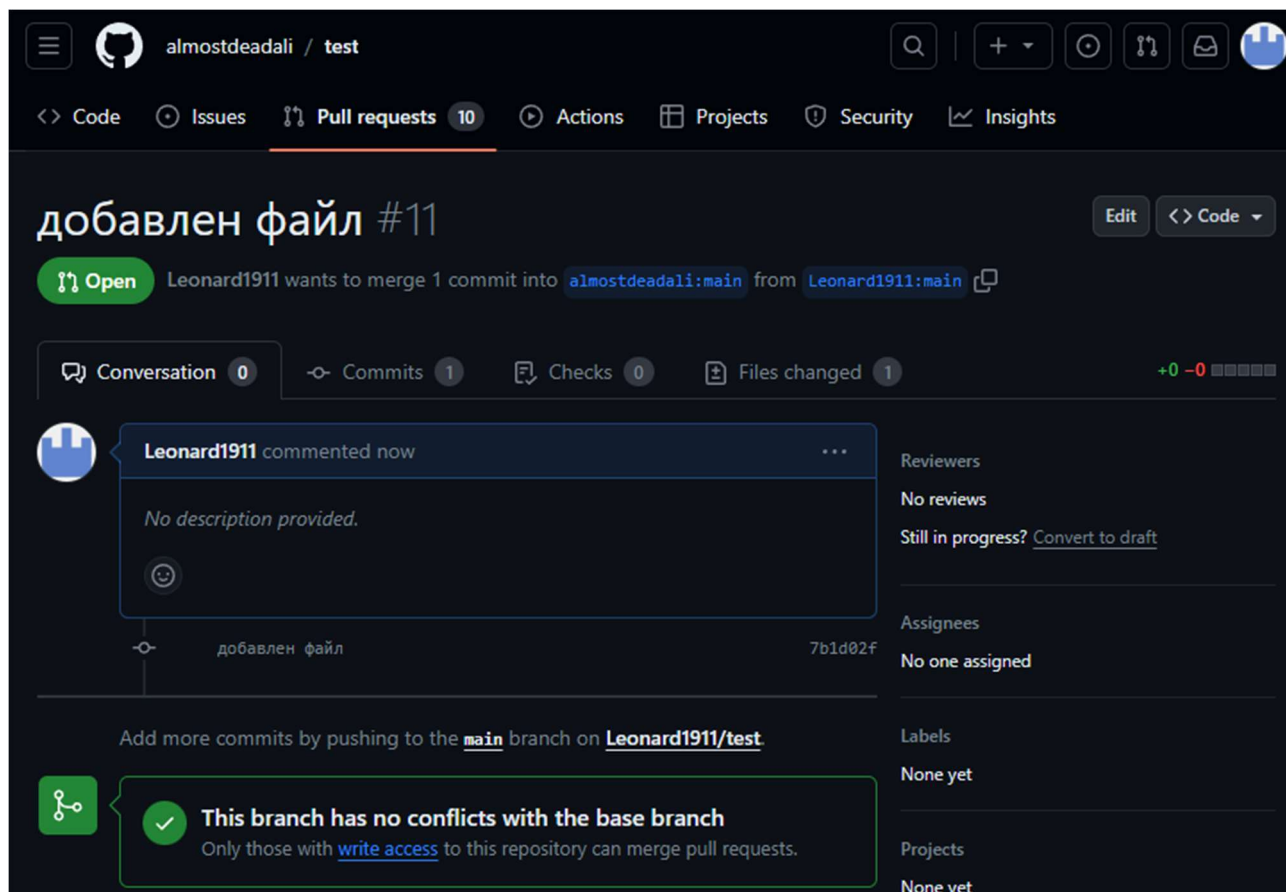 almostdeadali / test
Code Issues Pull requests 10 Actions Projects Security Insights
добавлен файл #11
Edit <> Code
Open Leonard1911 wants to merge 1 commit into almostdeadali:main from Leonard1911:main
Conversation 0 Commits 1 Checks 0 Files changed 1 +0 −0
Leonard1911 commented now ...
No description provided.
добавлен файл 7b1d02f
Add more commits by pushing to the main branch on Leonard1911/test.
This branch has no conflicts with the base branch
Only those with write access to this repository can merge pull requests.
Reviewers
No reviews
Still in progress? Convert to draft
Assignees
No one assigned
Labels
None yet
Projects
None yet